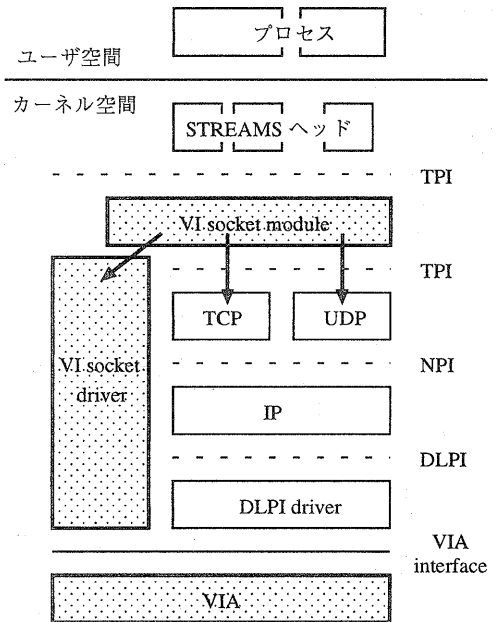 プロセス
ユーザ空間
カーネル空間
STREAMS ヘッド
TPI
VI socket module
TPI
TCP
UDP
VI socket
driver
NPI
IP
DLPI
DLPI driver
VIA
interface
VIA